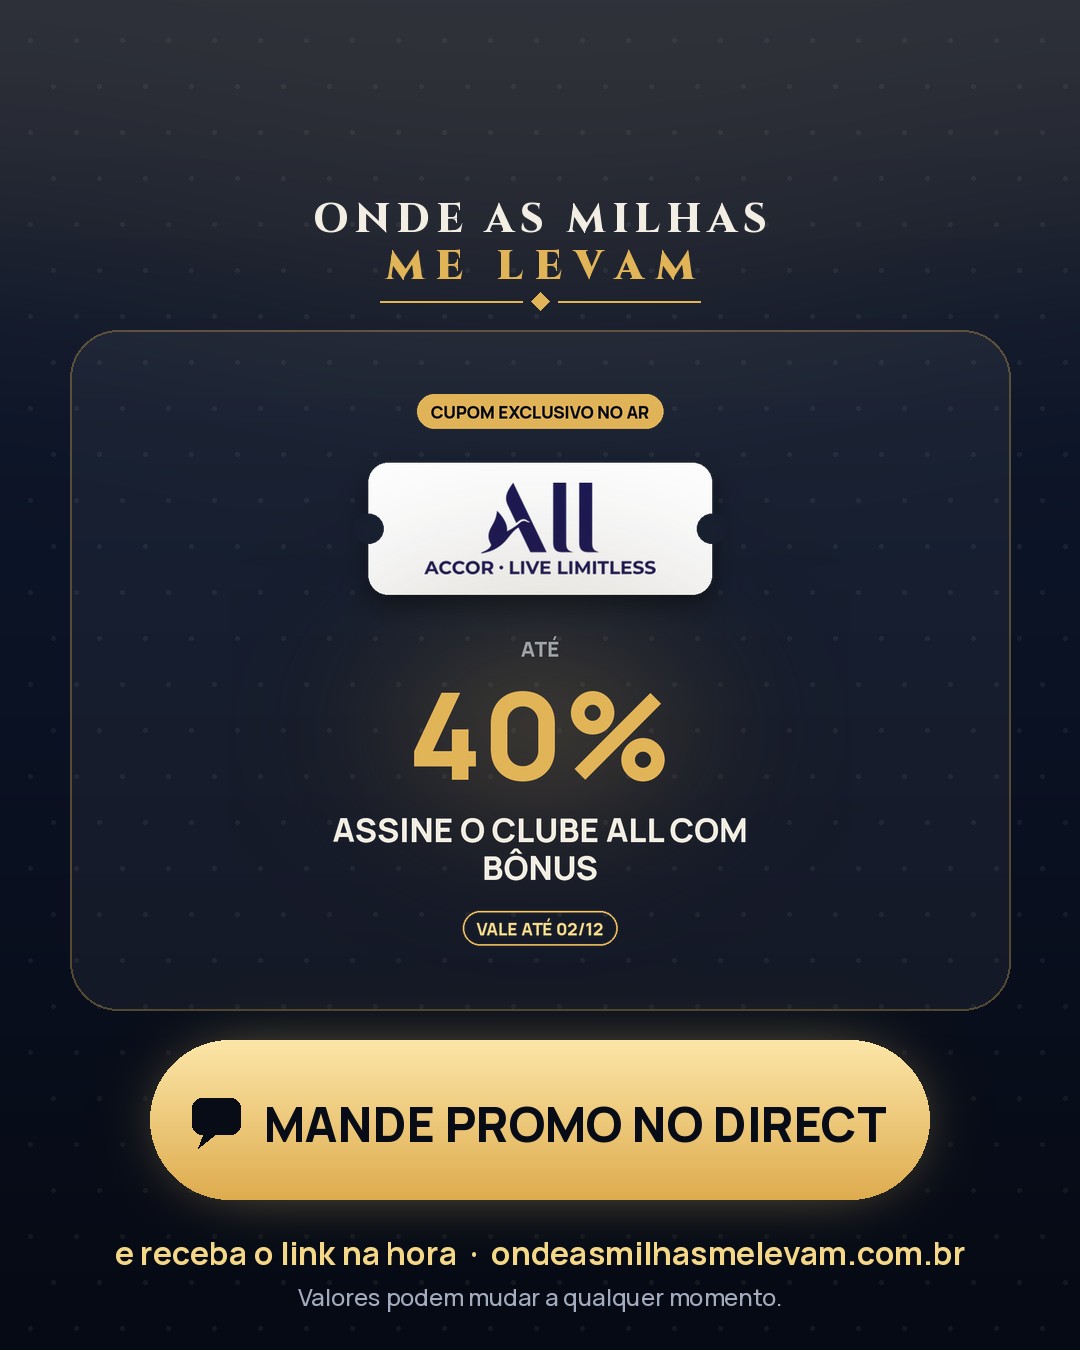 ONDE AS MILHAS
ME LEVAM
CUPOM EXCLUSIVO NO AR
All
ACCOR · LIVE LIMITLESS
ATÉ
40%
ASSINE O CLUBE ALL COM
BÔNUS
VALE ATÉ 02/12
MANDE PROMO NO DIRECT
e receba o link na hora · ondeasmilhasmelevam.com.br
Valores podem mudar a qualquer momento.